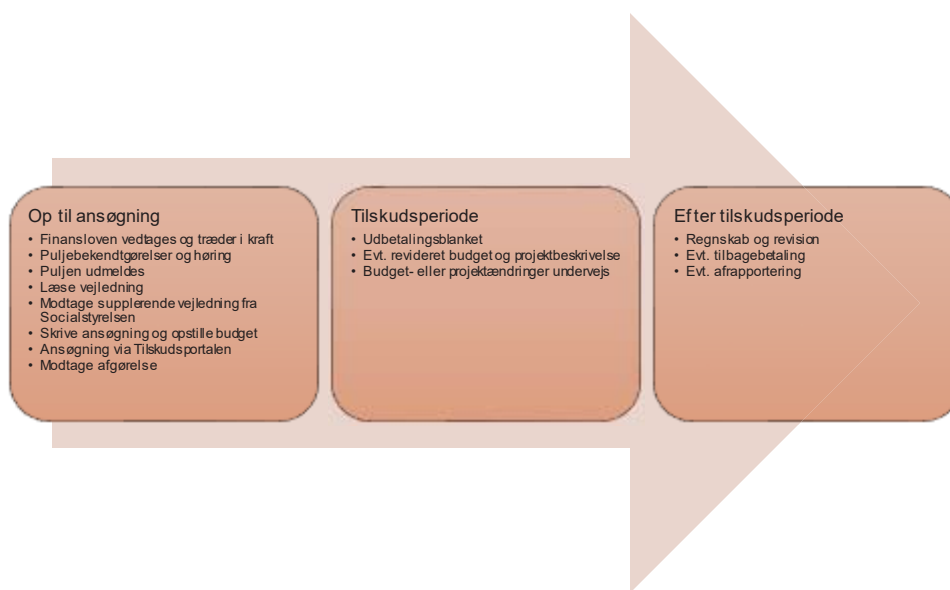 Op til ansøgning
• Finansloven vedtages og træder i kraft
• Puljebekendtgørelser og høring
• Puljen udmeldes
• Læse vejledning
• Modtage supplerende vejledning fra
Socialstyrelsen
• Skrive ansøgning og opstille budget
• Ansøgning via Tilskudsportalen
• Modtage afgørelse
Tilskudsperiode
• Udbetalingsblanket
• Evt. revideret budget og projektbeskrivelse
• Budget- eller projektændringer undervejs
Efter tilskudsperiode
• Regnskab og revision
• Evt. tilbagebetaling
• Evt. afrapportering